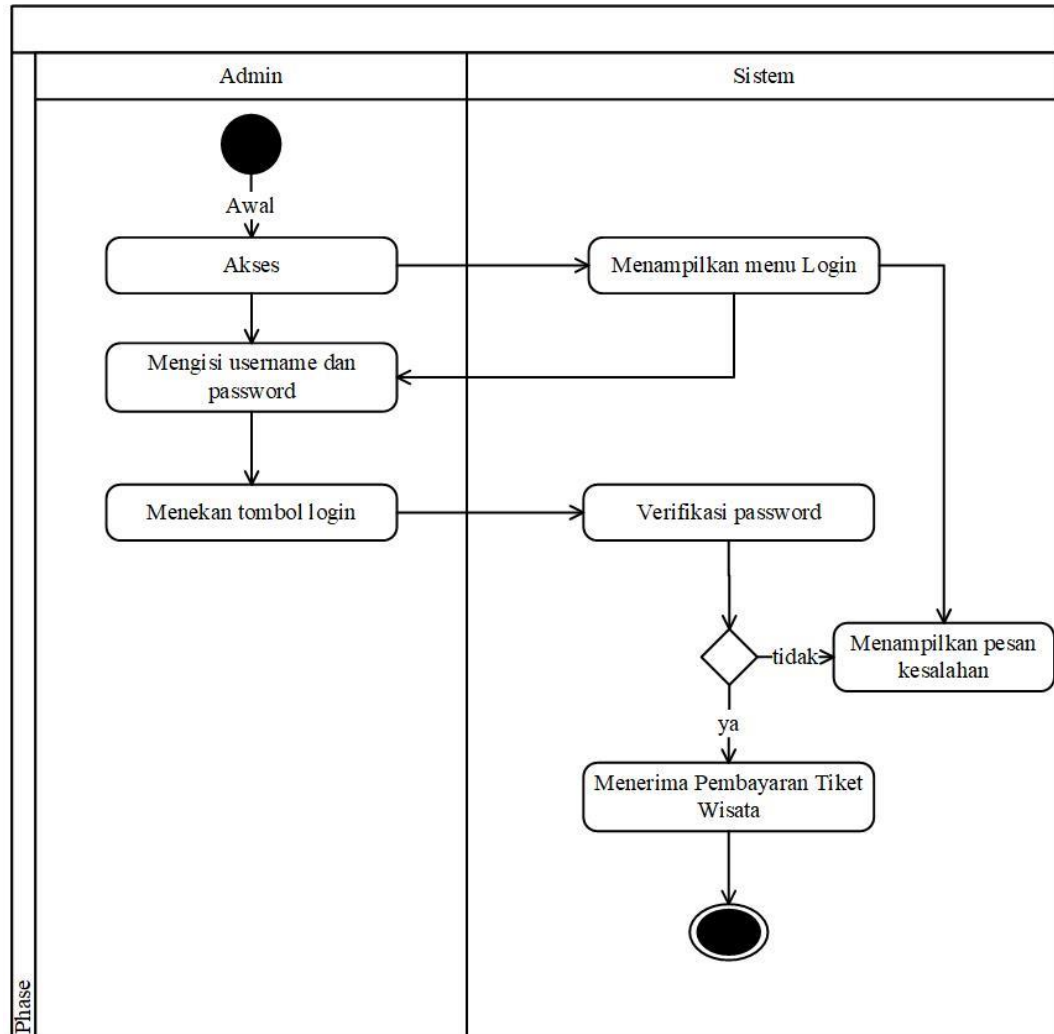 Admin
Sistem
Awal
Akses
Menampilkan menu Login
Mengisi username dan
password
Menekan tombol login
Verifikasi password
tidak
Menampilkan pesan
kesalahan
ya
Menerima Pembayaran Tiket
Wisata
Phase